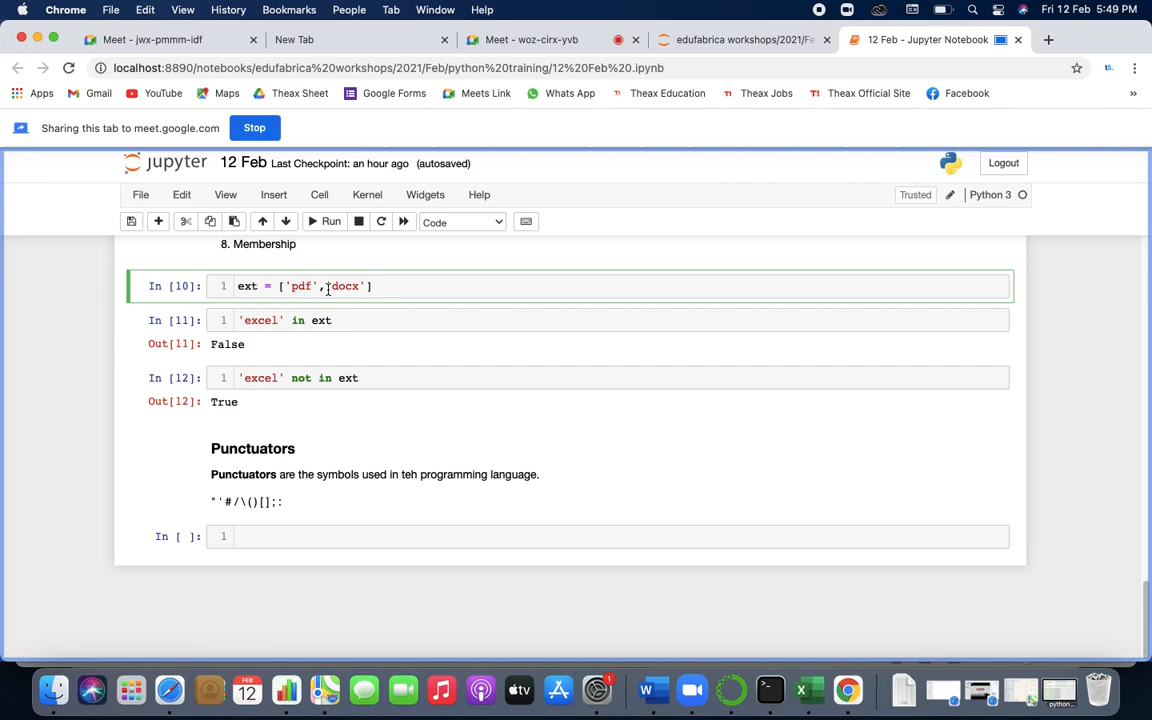 Chrome File Edit View History Bookmarks People Tab Window Help Fri 12 Feb 5:49 PM
Meet - jwx-pmmm-idf New Tab Meet - woz-cirx-yvb edufabrica workshops/2021/Fe 12 Feb - Jupyter Notebook
localhost:8890/notebooks/edufabrica%20workshops/2021/Feb/python%20training/12%20Feb%20.ipynb
Apps Gmail YouTube Maps Theax Sheet Google Forms Meets Link Whats App Theax Education Theax Jobs Theax Official Site Facebook »
Sharing this tab to meet.google.com Stop
jupyter 12 Feb Last Checkpoint: an hour ago (autosaved) Logout
File Edit View Insert Cell Kernel Widgets Help Trusted Python 3
Run Code
8. Membership
In [10]: 1 ext = ['pdf','docx']
In [11]: 1 'excel' in ext
Out[11]: False
In [12]: 1 'excel' not in ext
Out[12]: True
Punctuators
Punctuators are the symbols used in teh programming language.
"'#/\()[];:
In [ ]: 1
FEB
12
tv
1
python...